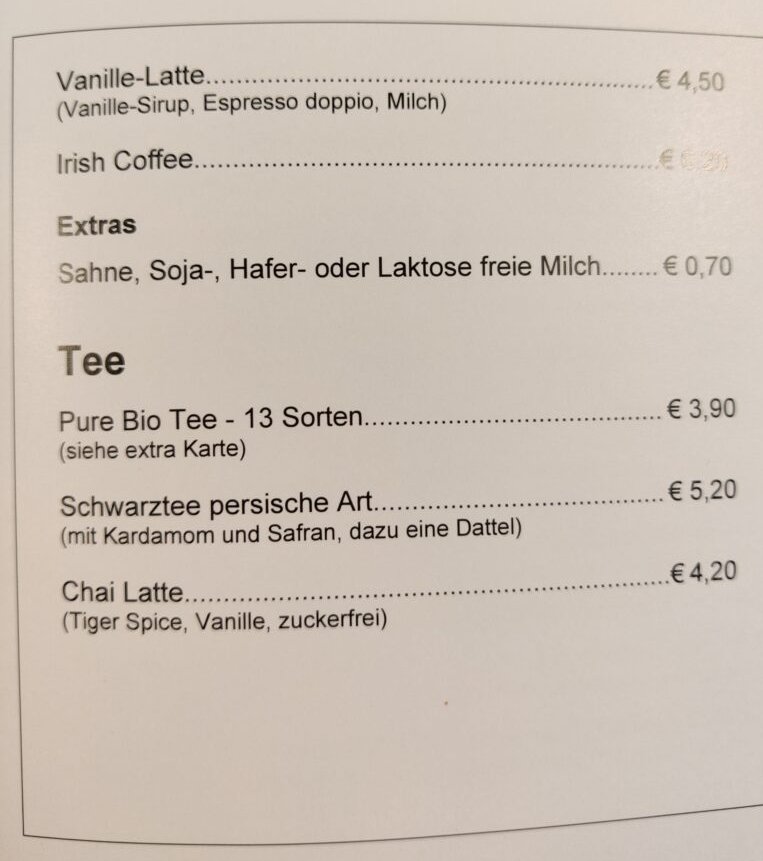 Vanille-Latte..........................................................€ 4,50
(Vanille-Sirup, Espresso doppio, Milch)
Irish Coffee............................................................€
Extras
Sahne, Soja-, Hafer- oder Laktose freie Milch........€ 0,70
Tee
Pure Bio Tee - 13 Sorten.......................................€ 3,90
(siehe extra Karte)
Schwarztee persische Art......................................€ 5,20
(mit Kardamom und Safran, dazu eine Dattel)
Chai Latte...............................................................€ 4,20
(Tiger Spice, Vanille, zuckerfrei)